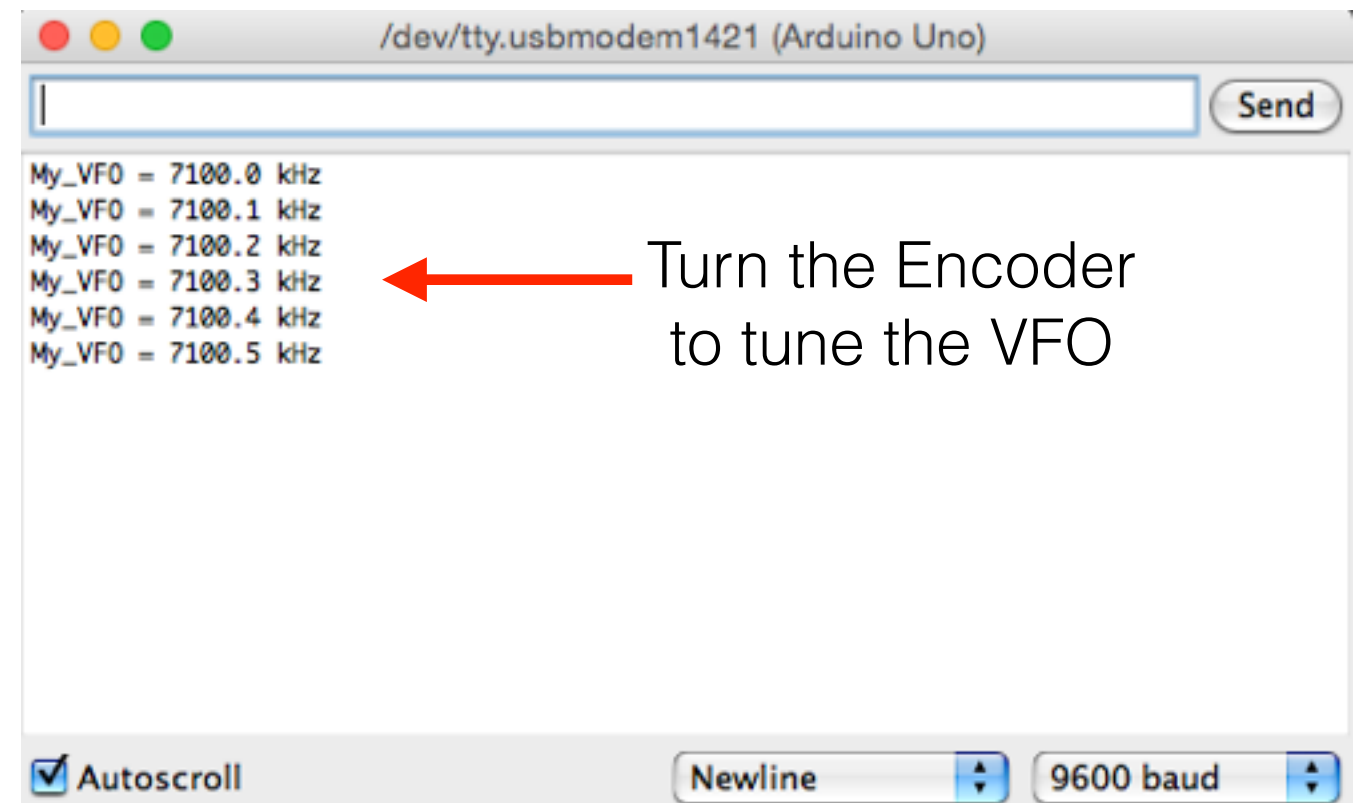 /dev/tty.usbmodem1421 (Arduino Uno)
Send
My_VFO = 7100.0 kHz
My_VFO = 7100.1 kHz
My_VFO = 7100.2 kHz
My_VFO = 7100.3 kHz
My_VFO = 7100.4 kHz
My_VFO = 7100.5 kHz
Turn the Encoder
to tune the VFO
Autoscroll
Newline
9600 baud